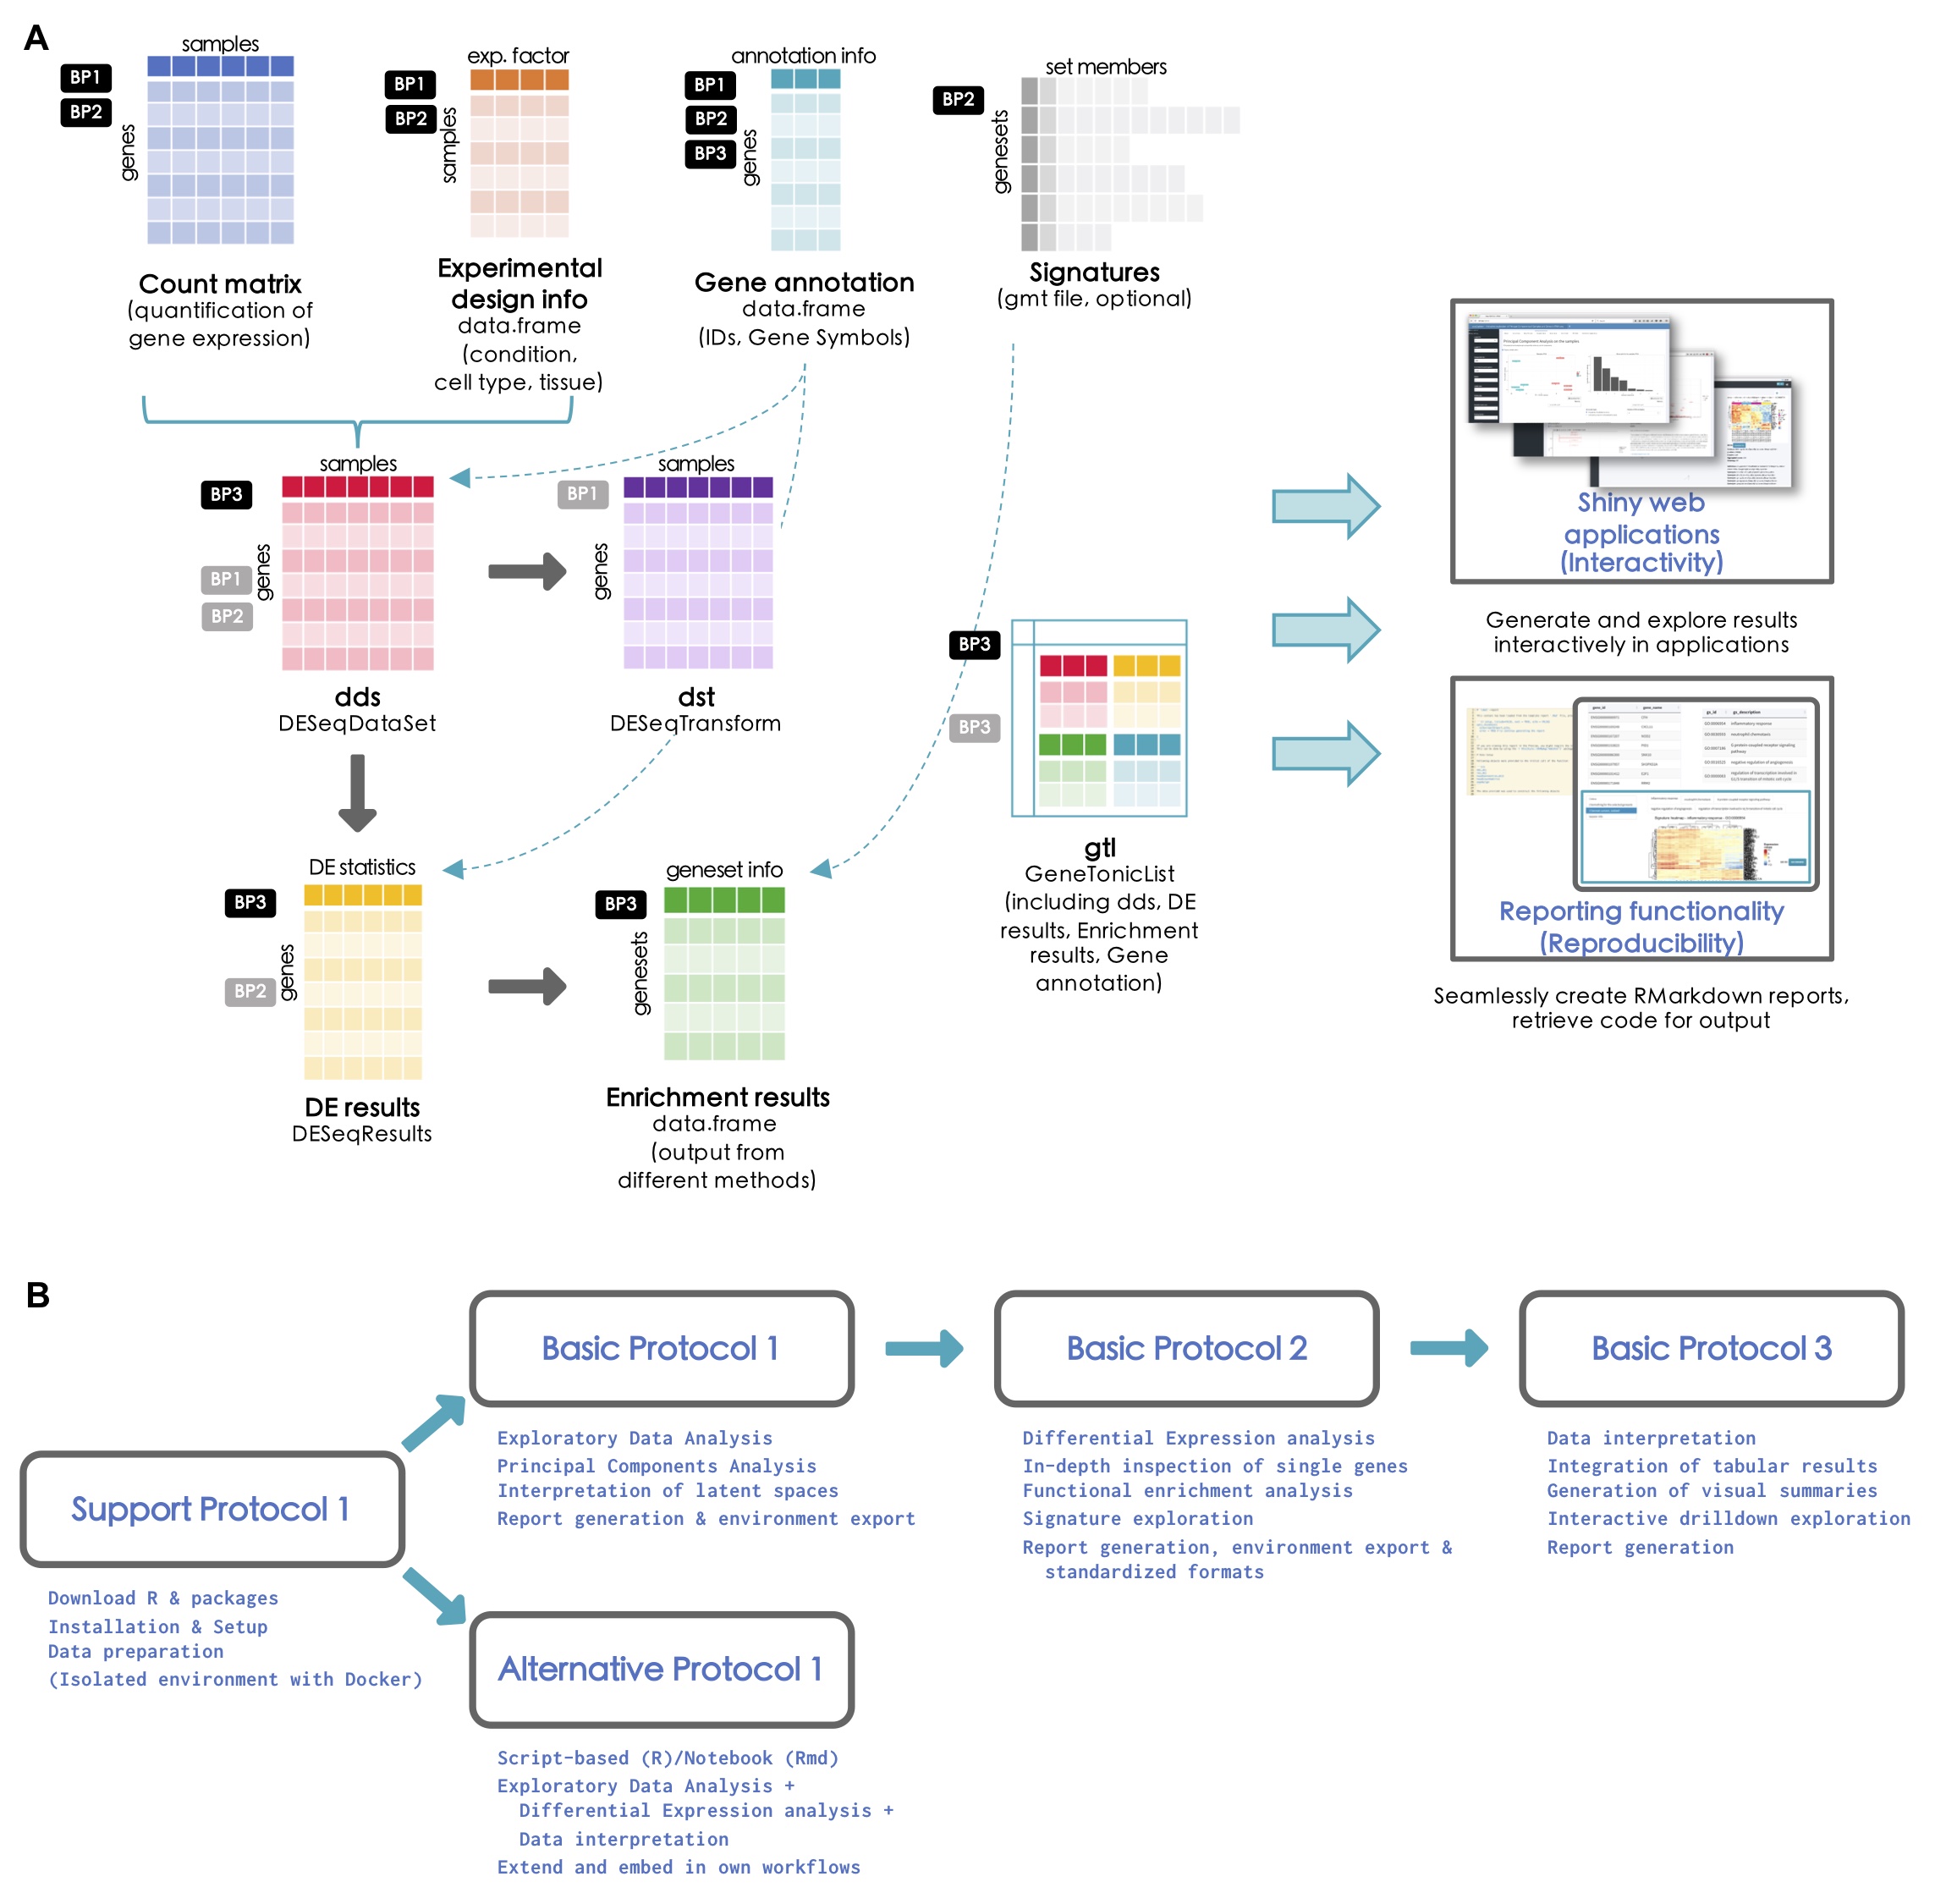 A
samples
BP1
BP2
genes
Count matrix
(quantification of
gene expression)
exp. factor
BP1
BP2
samples
Experimental
design info
data.frame
(condition,
cell type, tissue)
annotation info
BP1
BP2
BP3
genes
Gene annotation
data.frame
(IDs, Gene Symbols)
set members
BP2
genesets
Signatures
(gmt file, optional)
samples
BP3
BP1
BP2
genes
dds
DESeqDataSet
samples
BP1
genes
dst
DESeqTransform
DE statistics
BP3
BP2
genes
DE results
DESeqResults
geneset info
BP3
genesets
Enrichment results
data.frame
(output from
different methods)
BP3
BP3
gtl
GeneTonicList
(including dds, DE
results, Enrichment
results, Gene
annotation)
Shiny web
applications
(Interactivity)
Generate and explore results
interactively in applications
Reporting functionality
(Reproducibility)
Seamlessly create RMarkdown reports,
retrieve code for output
B
Support Protocol 1
Download R & packages
Installation & Setup
Data preparation
(Isolated environment with Docker)
Basic Protocol 1
Exploratory Data Analysis
Principal Components Analysis
Interpretation of latent spaces
Report generation & environment export
Basic Protocol 2
Differential Expression analysis
In-depth inspection of single genes
Functional enrichment analysis
Signature exploration
Report generation, environment export &
standardized formats
Basic Protocol 3
Data interpretation
Integration of tabular results
Generation of visual summaries
Interactive drilldown exploration
Report generation
Alternative Protocol 1
Script-based (R)/Notebook (Rmd)
Exploratory Data Analysis +
Differential Expression analysis +
Data interpretation
Extend and embed in own workflows